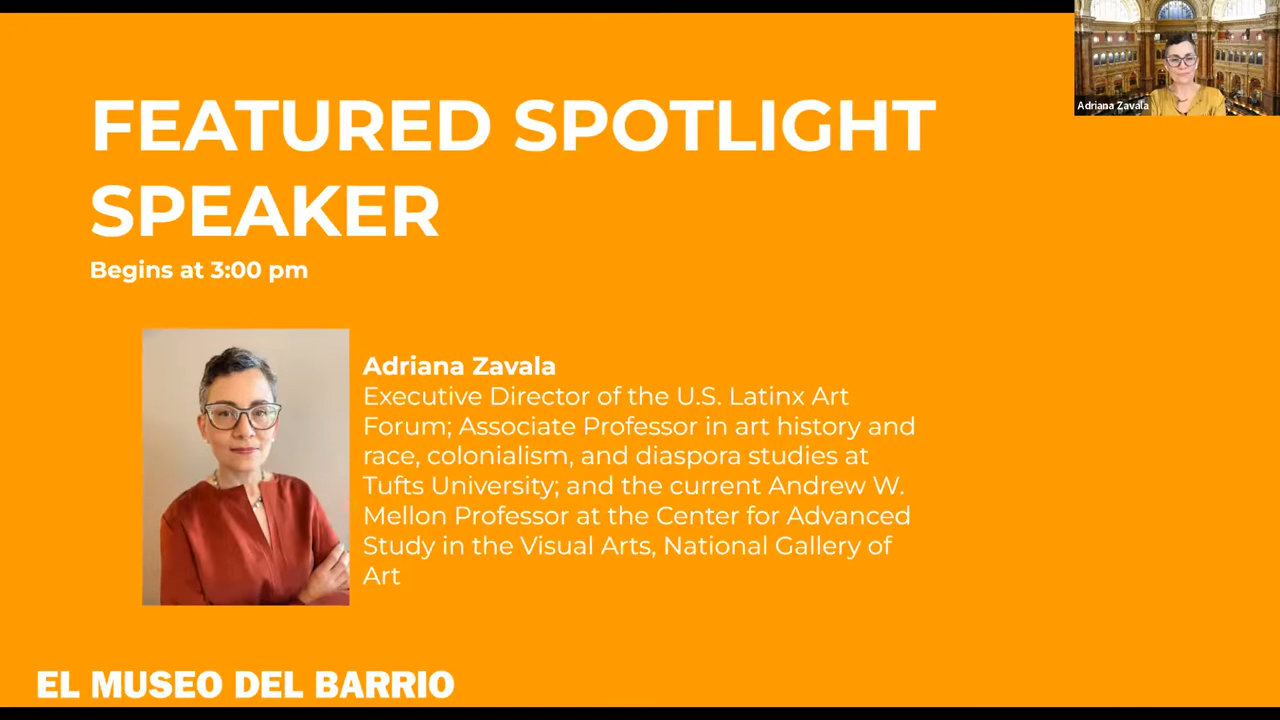 FEATURED SPOTLIGHT
SPEAKER
Begins at 3:00 pm
Adriana Zavala
Executive Director of the U.S. Latinx Art
Forum; Associate Professor in art history and
race, colonialism, and diaspora studies at
Tufts University; and the current Andrew W.
Mellon Professor at the Center for Advanced
Study in the Visual Arts, National Gallery of
Art
EL MUSEO DEL BARRIO
Adriana Zavala